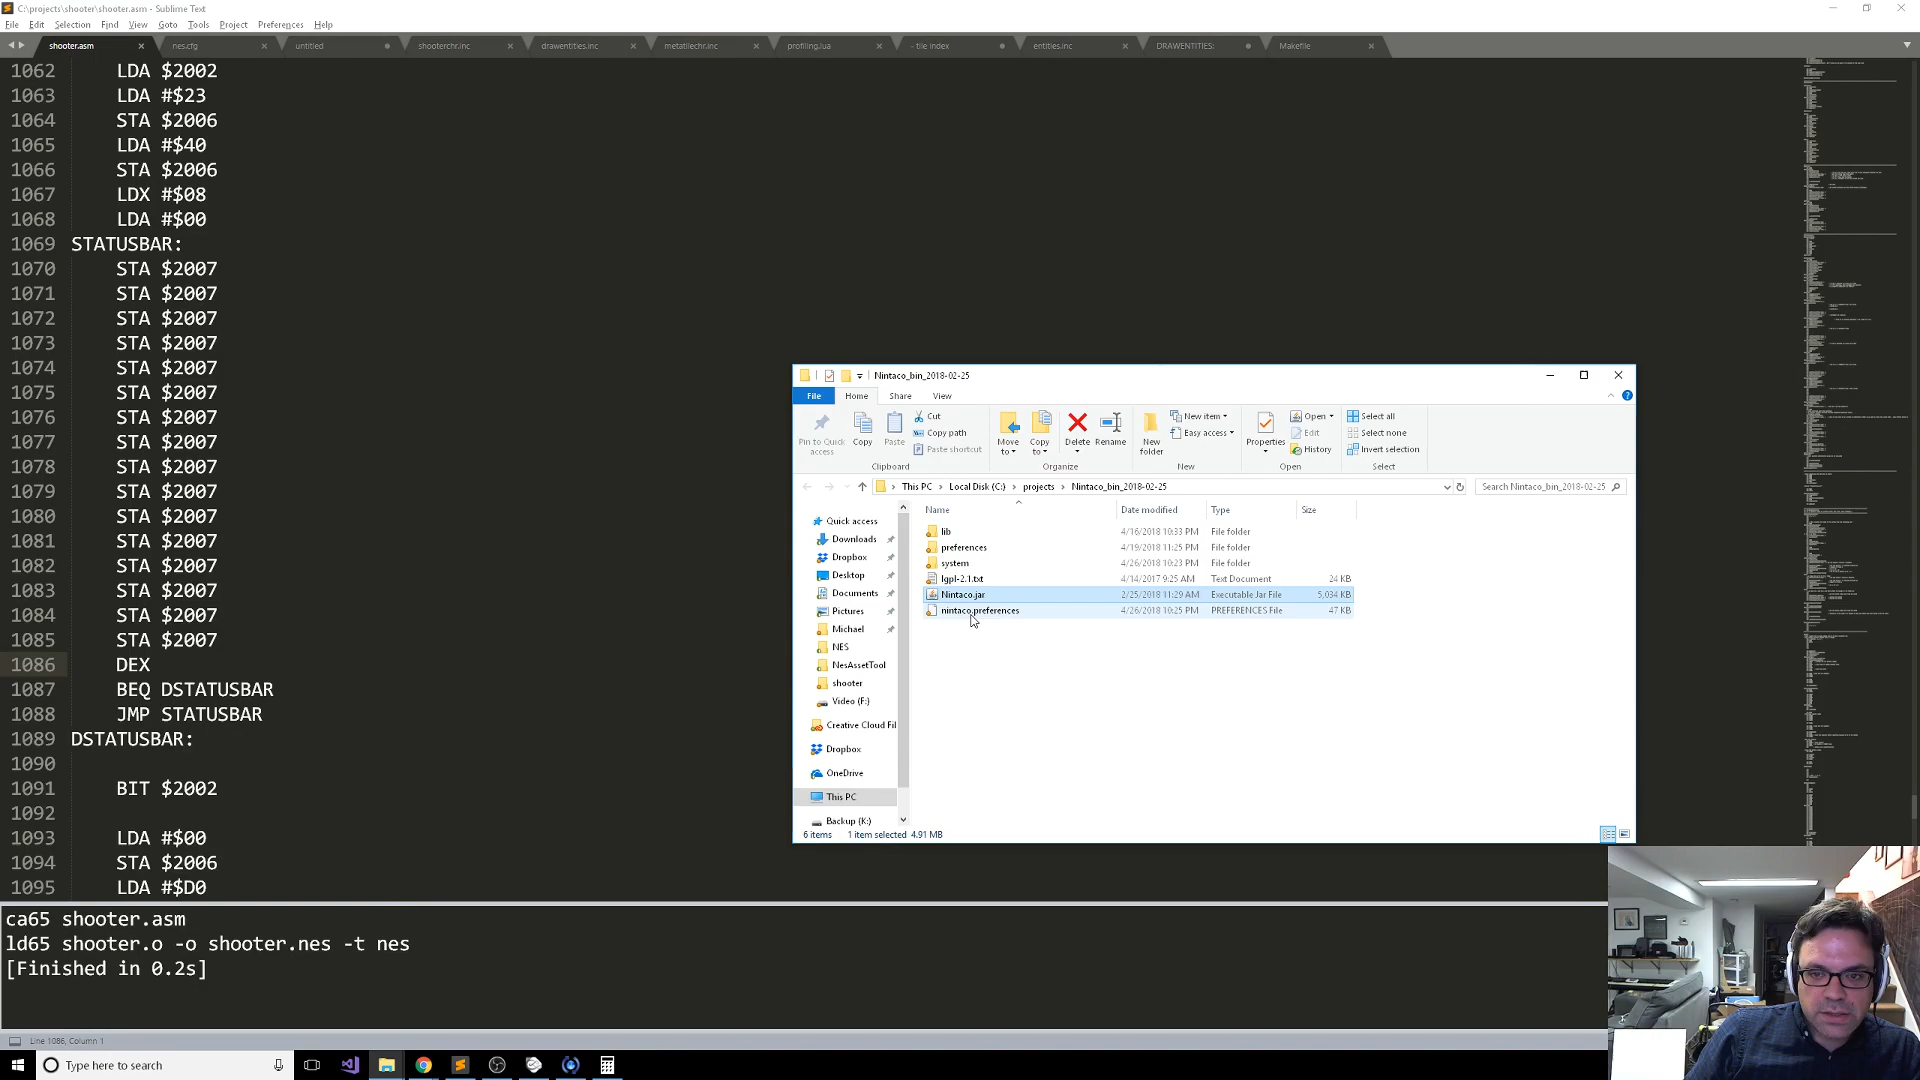 C:\projects\shooter\shooter.asm - Sublime Text
File Edit Selection Find View Goto Tools Project Preferences Help
shooter.asm nes.cfg untitled shooterchr.inc drawentities.inc metatilechr.inc profiling.lua - tile index entities.inc DRAWENTITIES: Makefile
1062 LDA $2002
1063 LDA #$23
1064 STA $2006
1065 LDA #$40
1066 STA $2006
1067 LDX #$08
1068 LDA #$00
1069 STATUSBAR:
1070 STA $2007
1071 STA $2007
1072 STA $2007
1073 STA $2007
1074 STA $2007
1075 STA $2007
1076 STA $2007
1077 STA $2007
1078 STA $2007
1079 STA $2007
1080 STA $2007
1081 STA $2007
1082 STA $2007
1083 STA $2007
1084 STA $2007
1085 STA $2007
1086 DEX
1087 BEQ DSTATUSBAR
1088 JMP STATUSBAR
1089 DSTATUSBAR:
1090
1091 BIT $2002
1092
1093 LDA #$00
1094 STA $2006
1095 LDA #$D0
ca65 shooter.asm
ld65 shooter.o -o shooter.nes -t nes
[Finished in 0.2s]
Line 1086, Column 1
Type here to search
Nintaco_bin_2018-02-25
File Home Share View
Pin to Quick access
Copy
Paste
Cut
Copy path
Paste shortcut
Clipboard
Move to
Copy to
Delete
Rename
Organize
New folder
New item
Easy access
New
Properties
Open
Edit
History
Open
Select all
Select none
Invert selection
Select
This PC > Local Disk (C:) > projects > Nintaco_bin_2018-02-25
Search Nintaco_bin_2018-02-25
Quick access
Downloads
Dropbox
Desktop
Documents
Pictures
Michael
NES
NesAssetTool
shooter
Video (F:)
Creative Cloud Fil
Dropbox
OneDrive
This PC
Backup (K:)
Name Date modified Type Size
lib 4/16/2018 10:33 PM File folder
preferences 4/19/2018 11:25 PM File folder
system 4/26/2018 10:23 PM File folder
lgpl-2.1.txt 4/14/2017 9:25 AM Text Document 24 KB
Nintaco.jar 2/25/2018 11:29 AM Executable Jar File 5,034 KB
nintaco.preferences 4/26/2018 10:25 PM PREFERENCES File 47 KB
6 items 1 item selected 4.91 MB